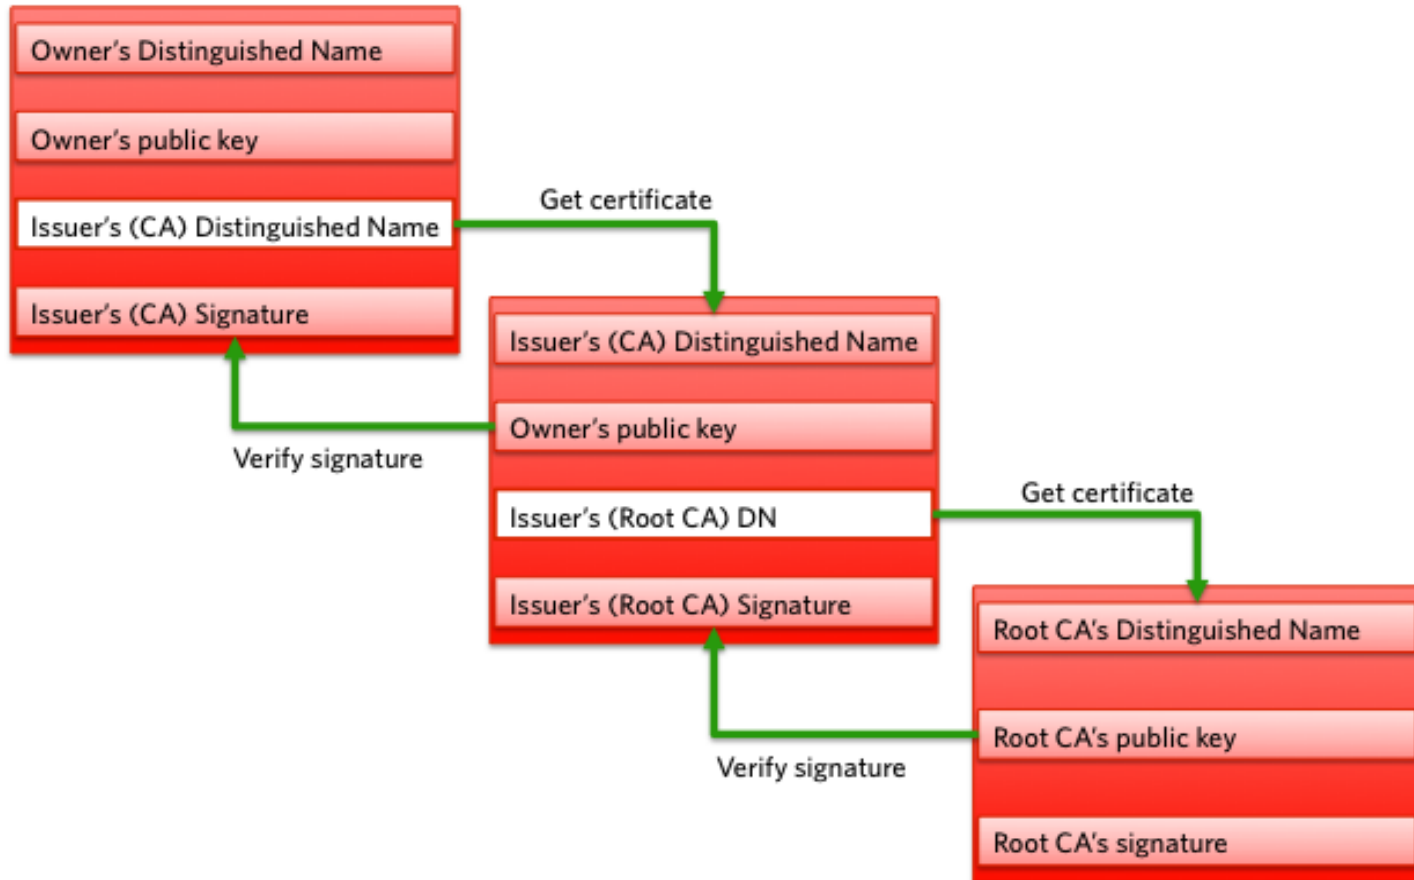 Owner’s Distinguished Name
Owner’s public key
Issuer’s (CA) Distinguished Name
Issuer’s (CA) Signature
Get certificate
Verify signature
Issuer’s (CA) Distinguished Name
Owner’s public key
Issuer’s (Root CA) DN
Issuer’s (Root CA) Signature
Get certificate
Verify signature
Root CA’s Distinguished Name
Root CA’s public key
Root CA’s signature